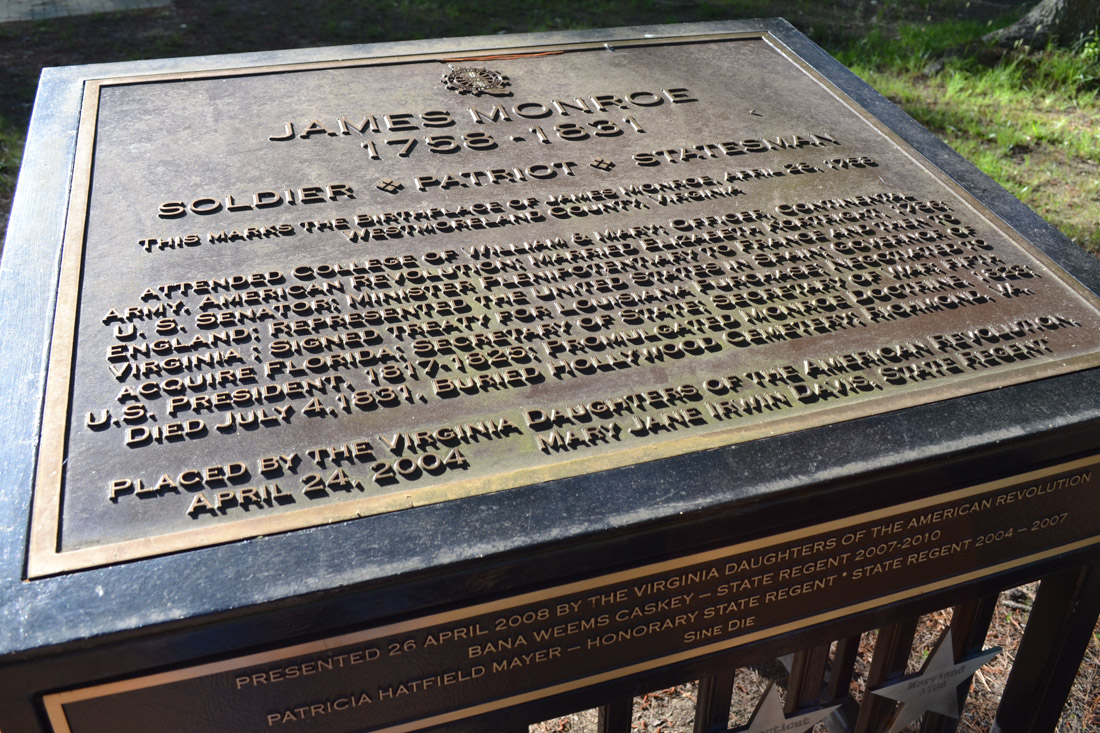 JAMES MONROE
1758 - 1831
SOLDIER ❖ PATRIOT ❖ STATESMAN
THIS MARKS THE BIRTHPLACE OF JAMES MONROE, APRIL 28, 1758
WESTMORELAND COUNTY, VIRGINIA
ATTENDED COLLEGE OF WILLIAM & MARY; OFFICER, CONTINENTAL
ARMY, AMERICAN REVOLUTION; MARRIED ELIZABETH KORTRIGHT, 1786
U. S. SENATOR; MINISTER PLENIPOTENTIARY TO FRANCE AND
ENGLAND; REPRESENTED THE UNITED STATES IN SPAIN; GOVERNOR OF
VIRGINIA; SIGNED TREATY FOR LOUISIANA PURCHASE; NEGOTIATED TO
ACQUIRE FLORIDA; SECRETARY OF STATE; SECRETARY OF WAR; FIFTH
U.S. PRESIDENT, 1817-1825; PROMULGATED MONROE DOCTRINE, 1823
DIED JULY 4, 1831, BURIED HOLLYWOOD CEMETERY, RICHMOND, VA.
PLACED BY THE VIRGINIA DAUGHTERS OF THE AMERICAN REVOLUTION,
APRIL 24, 2004 MARY JANE IRWIN DAVIS, STATE REGENT
PRESENTED 26 APRIL 2008 BY THE VIRGINIA DAUGHTERS OF THE AMERICAN REVOLUTION
BANA WEEMS CASKEY – STATE REGENT 2007-2010
PATRICIA HATFIELD MAYER – HONORARY STATE REGENT * STATE REGENT 2004 – 2007
SINE DIE
Maryland